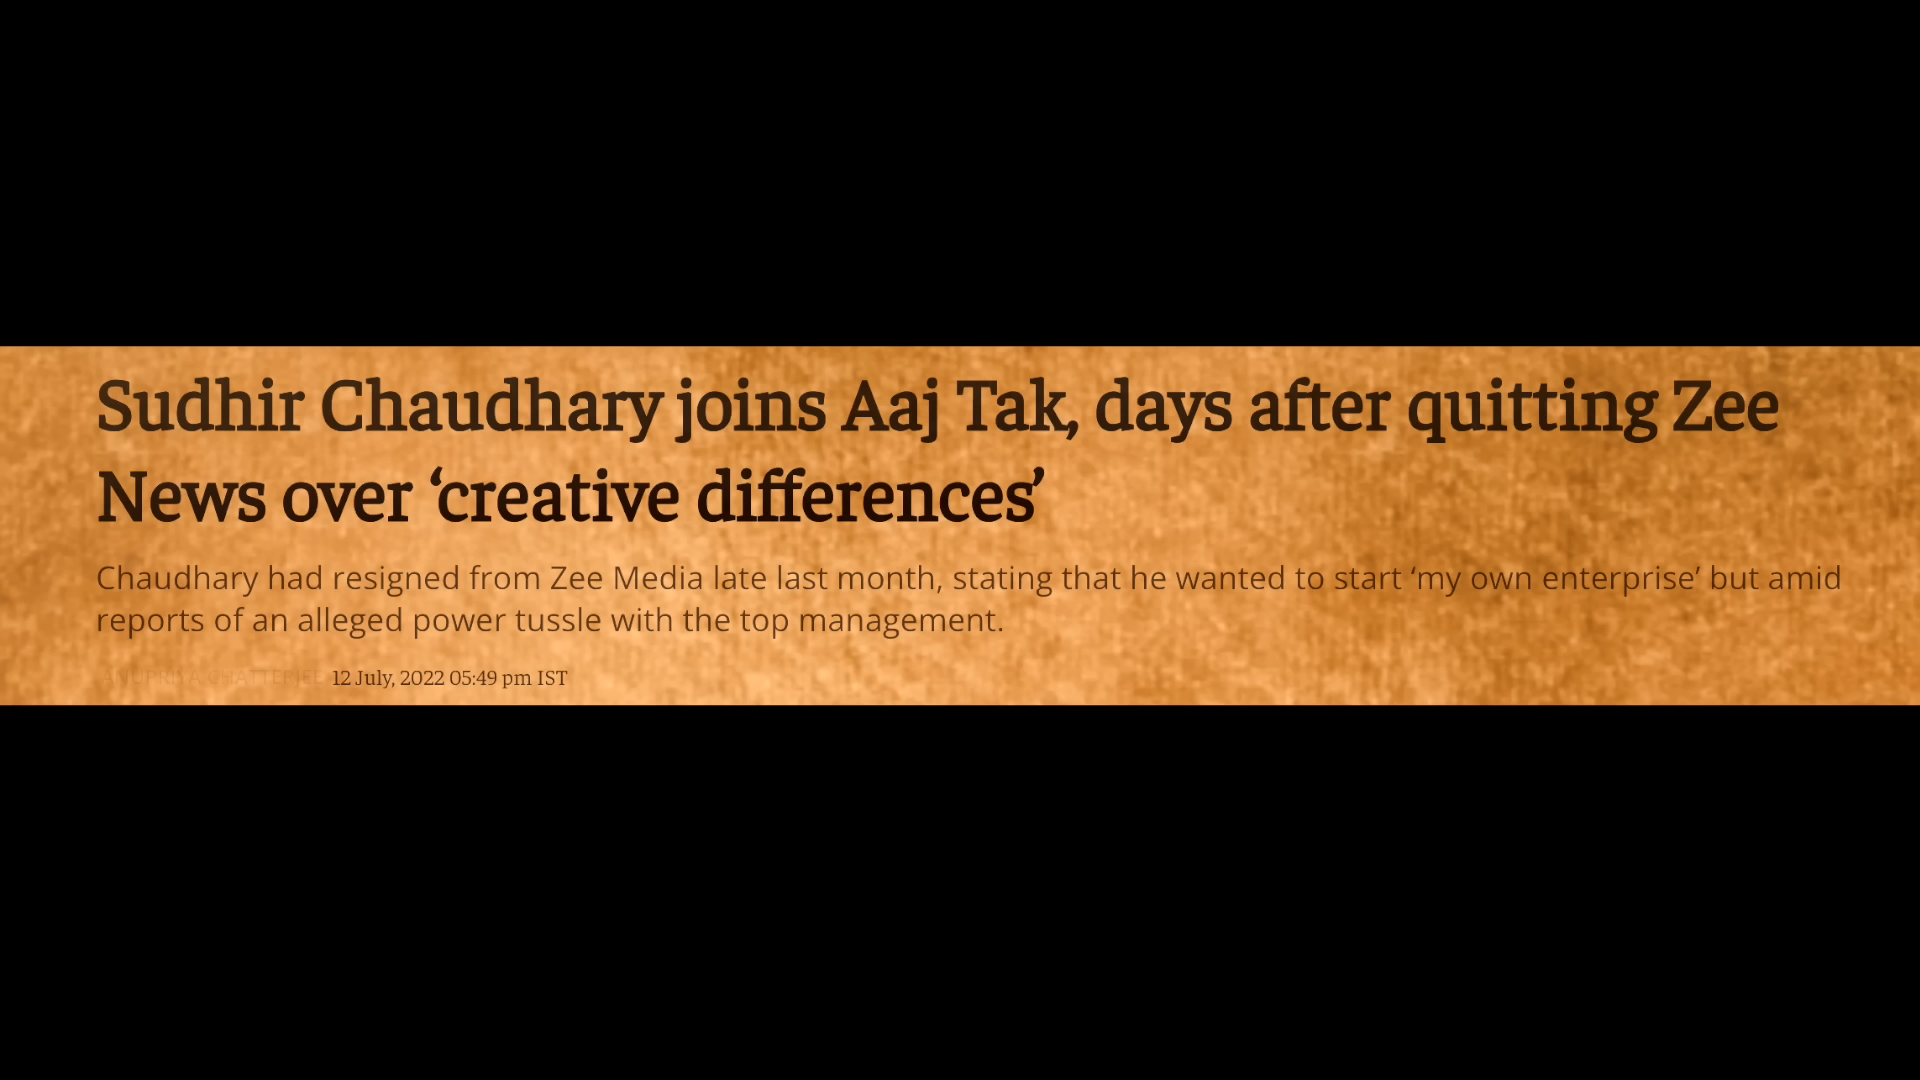 Sudhir Chaudhary joins Aaj Tak, days after quitting Zee
News over ‘creative differences’
Chaudhary had resigned from Zee Media late last month, stating that he wanted to start ‘my own enterprise’ but amid
reports of an alleged power tussle with the top management.
ANUPRIYA CHATTERJEE 12 July, 2022 05:49 pm IST